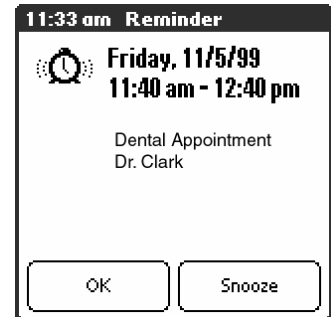 11:33 am Reminder
Friday, 11/5/99
11:40 am - 12:40 pm
Dental Appointment
Dr. Clark
OK Snooze